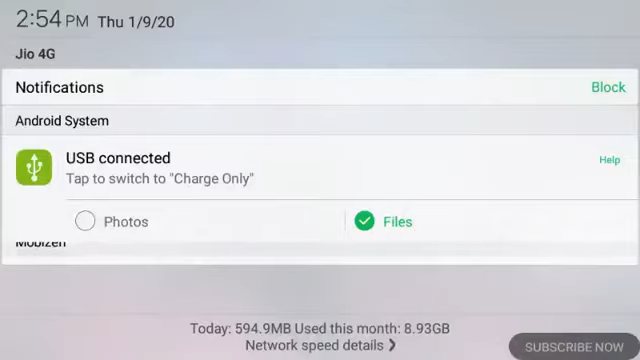 2:54 PM Thu 1/9/20
Jio 4G
Notifications Block
Android System
USB connected
Help
Tap to switch to "Charge Only"
Photos Files
Mobizen
Today: 594.9MB Used this month: 8.93GB
Network speed details ❯
SUBSCRIBE NOW